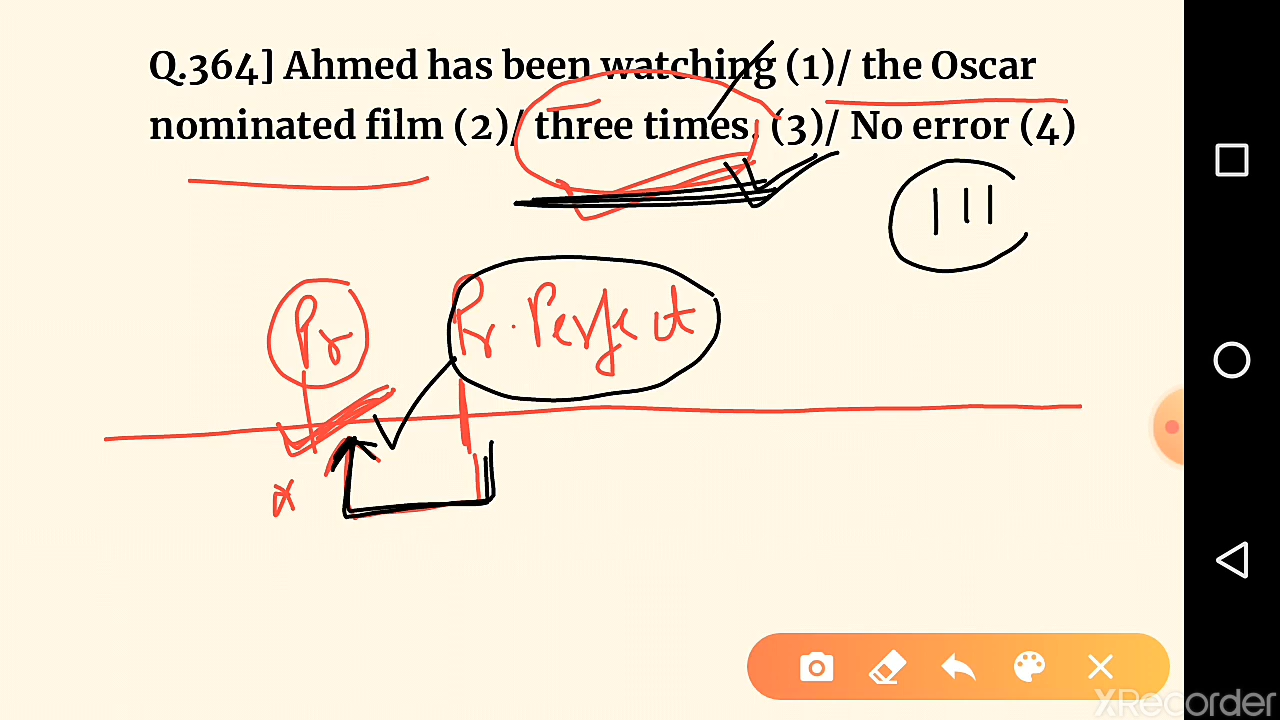 Q.364] Ahmed has been watching (1)/ the Oscar
nominated film (2)/ three times. (3)/ No error (4)
Pr
Pr. Perfect
XRecorder